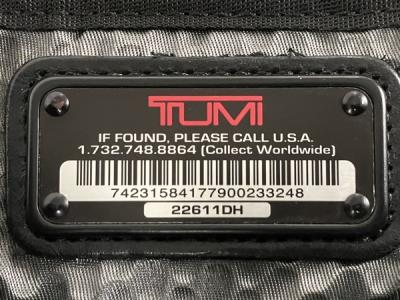 TUMI
IF FOUND, PLEASE CALL U.S.A.
1.732.748.8864 (Collect Worldwide)
74231584177900233248
22611DH